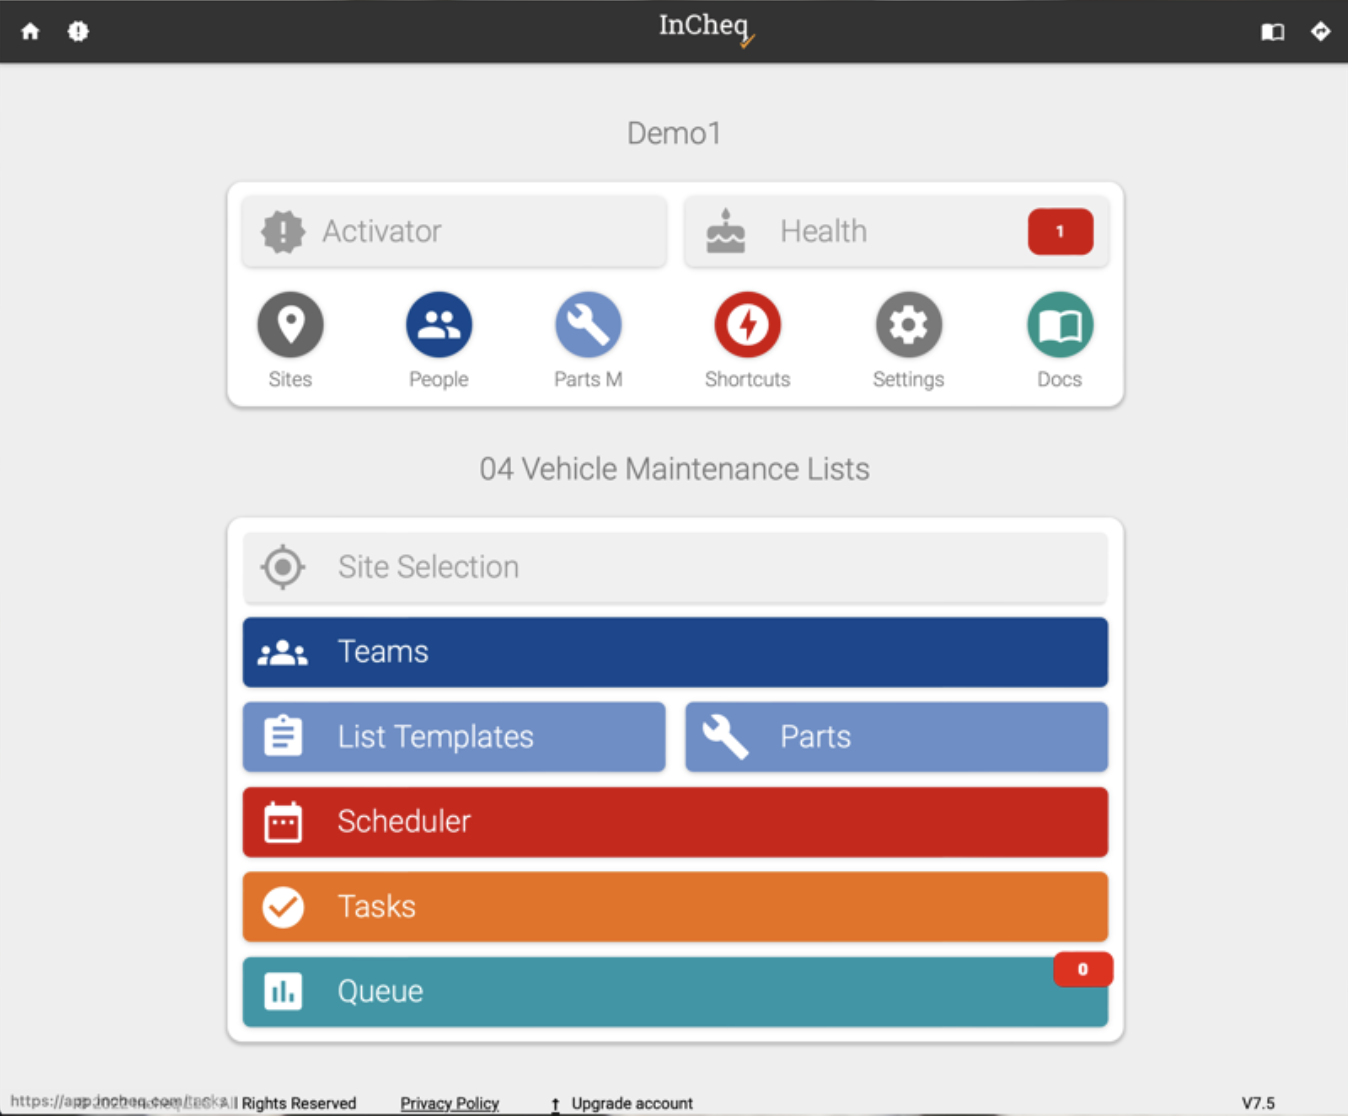 InCheq
Demo1
Activator
Health
1
Sites
People
Parts M
Shortcuts
Settings
Docs
04 Vehicle Maintenance Lists
Site Selection
Teams
List Templates
Parts
Scheduler
Tasks
0
Queue
https://app.incheq.com/tasks All Rights Reserved
Privacy Policy
Upgrade account
V7.5